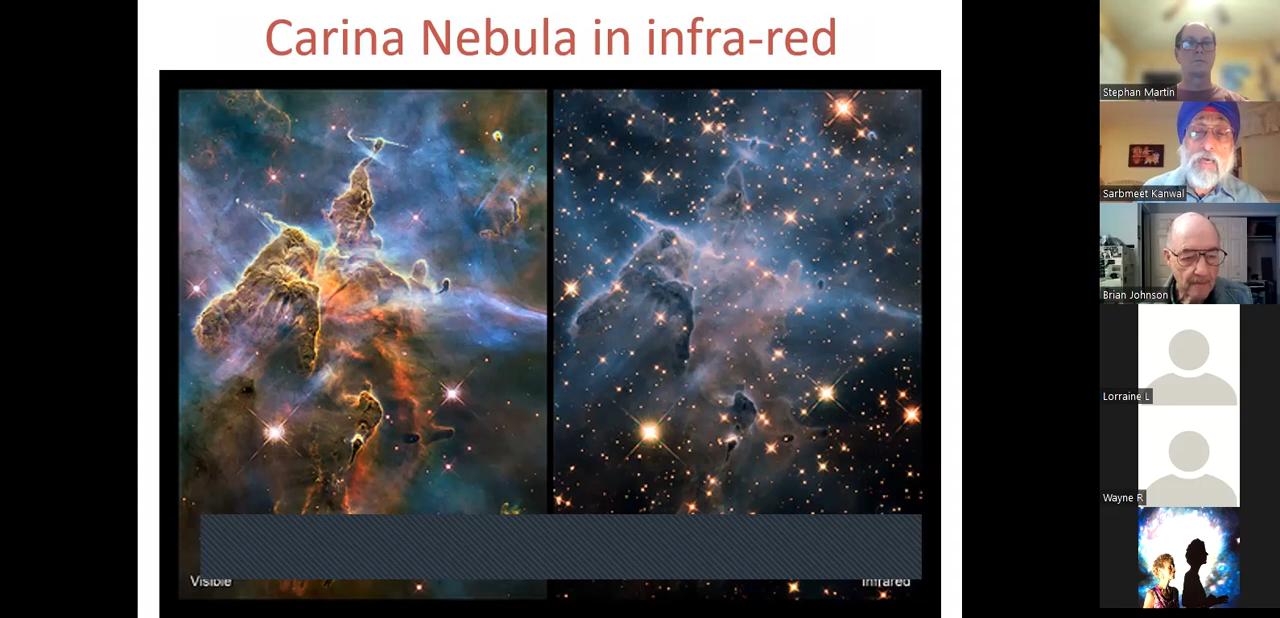 Carina Nebula in infra-red
Visible
Infrared
Stephan Martin
Sarbmeet Kanwal
Brian Johnson
Lorraine L
Wayne R